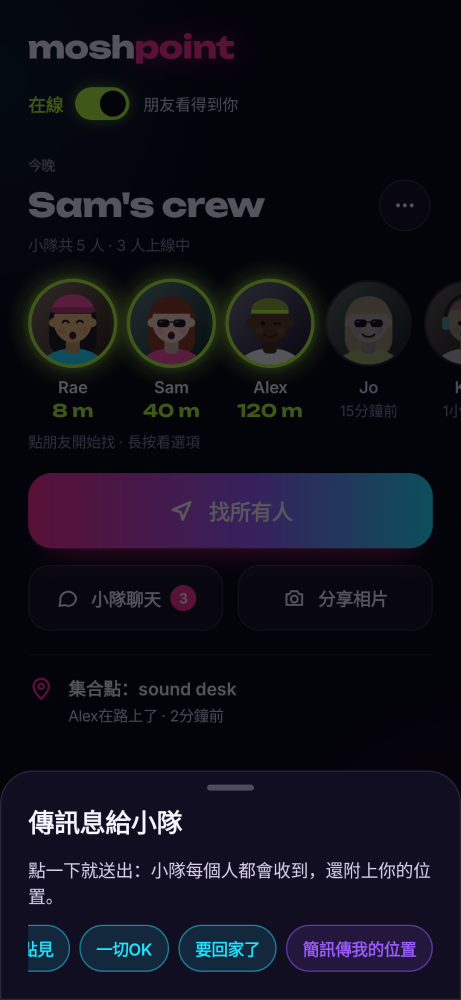 moshpoint
在線 朋友看得到你
今晚
Sam's crew
小隊共 5 人 · 3 人上線中
Rae Sam Alex Jo
8 m 40 m 120 m 15分鐘前
點朋友開始找 · 長按看選項
找所有人
小隊聊天 3 分享相片
集合點：sound desk
Alex在路上了 · 2分鐘前
傳訊息給小隊
點一下就送出：小隊每個人都會收到，還附上你的位
置。
點見 一切OK 要回家了 簡訊傳我的位置